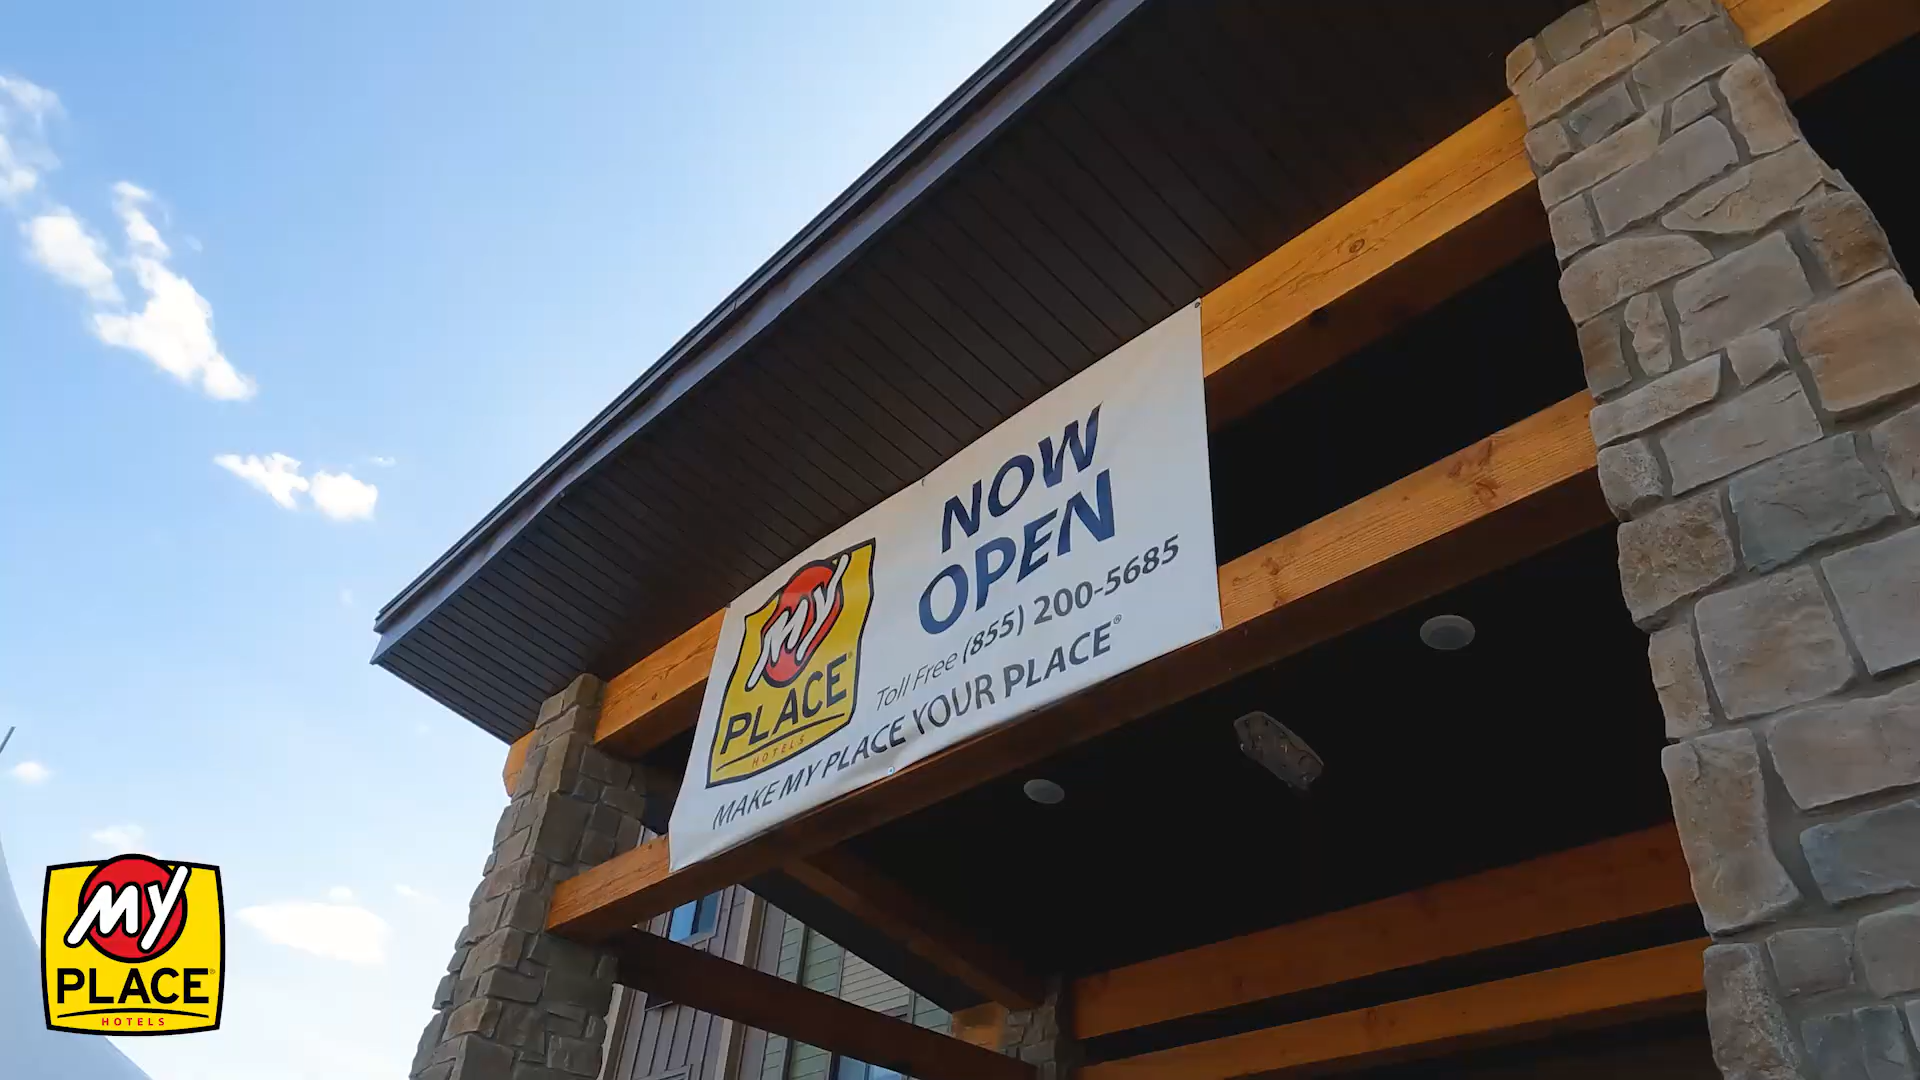 NOW
OPEN
Toll Free (855) 200-5685
MY
PLACE®
HOTELS
MAKE MY PLACE YOUR PLACE®
MY
PLACE®
HOTELS